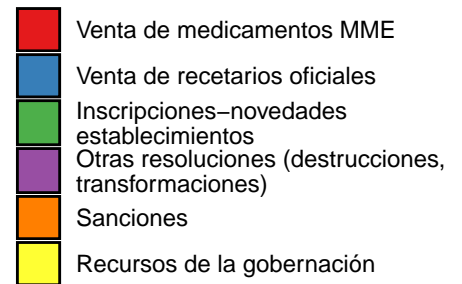 Venta de medicamentos MME
Venta de recetarios oficiales
Inscripciones−novedades
establecimientos
Otras resoluciones (destrucciones,
transformaciones)
Sanciones
Recursos de la gobernación